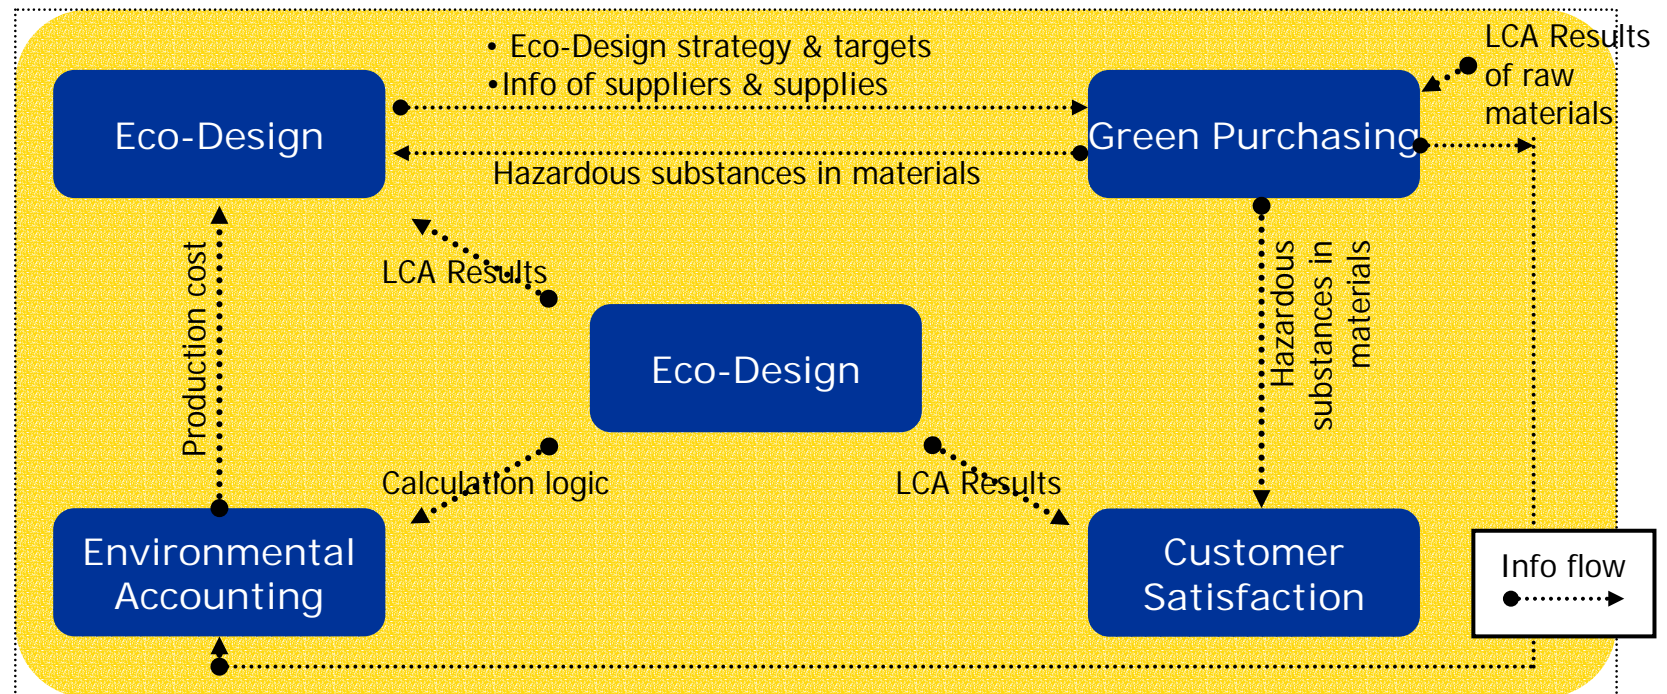 • Eco-Design strategy & targets
•Info of suppliers & supplies
LCA Results
of raw
materials
Eco-Design
Green Purchasing
Hazardous substances in materials
Production cost
LCA Results
Hazardous
substances in
materials
Eco-Design
Calculation logic
LCA Results
Environmental
Accounting
Customer
Satisfaction
Info flow